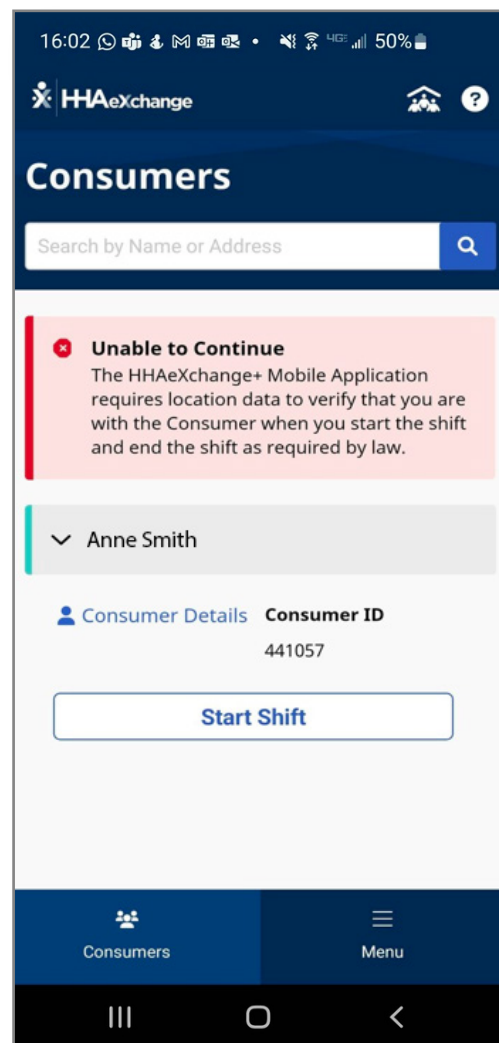 16:02 4GE 50%
HHAeXchange
Consumers
Search by Name or Address
Unable to Continue
The HHAeXchange+ Mobile Application
requires location data to verify that you are
with the Consumer when you start the shift
and end the shift as required by law.
Anne Smith
Consumer Details Consumer ID
441057
Start Shift
Consumers Menu